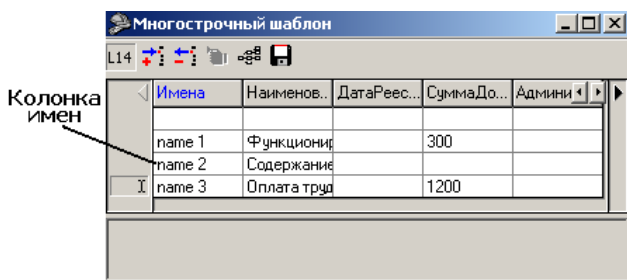 Многострочный шаблон
L14
Колонка имен
Имена Наименов.. ДатаРеес... СуммаДо... Админи
name 1 Функционир 300
name 2 Содержание
name 3 Оплата труд 1200